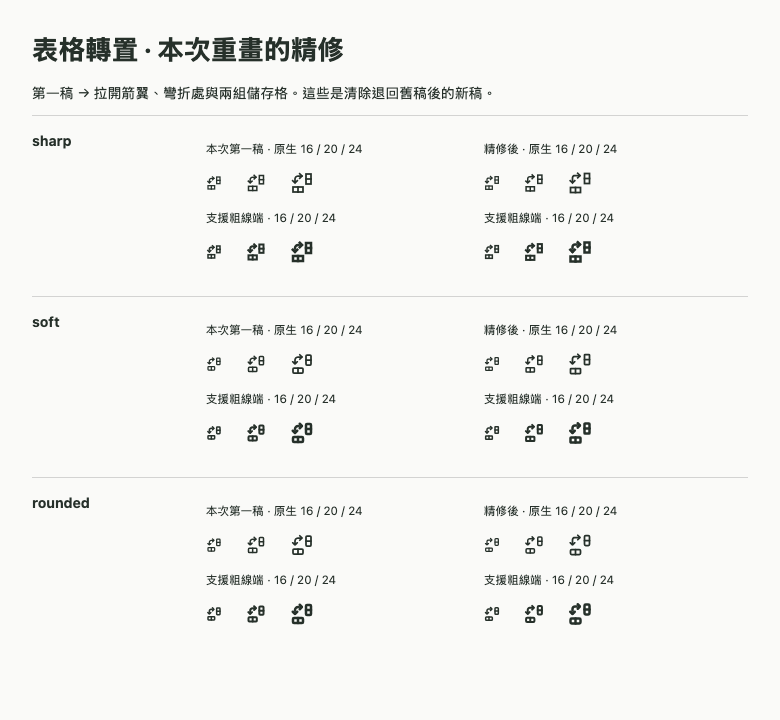 表格轉置 · 本次重畫的精修
第一稿 → 拉開箭翼、彎折處與兩組儲存格。這些是清除退回舊稿後的新稿。
sharp
本次第一稿 · 原生 16 / 20 / 24
精修後 · 原生 16 / 20 / 24
支援粗線端 · 16 / 20 / 24
支援粗線端 · 16 / 20 / 24
soft
本次第一稿 · 原生 16 / 20 / 24
精修後 · 原生 16 / 20 / 24
支援粗線端 · 16 / 20 / 24
支援粗線端 · 16 / 20 / 24
rounded
本次第一稿 · 原生 16 / 20 / 24
精修後 · 原生 16 / 20 / 24
支援粗線端 · 16 / 20 / 24
支援粗線端 · 16 / 20 / 24